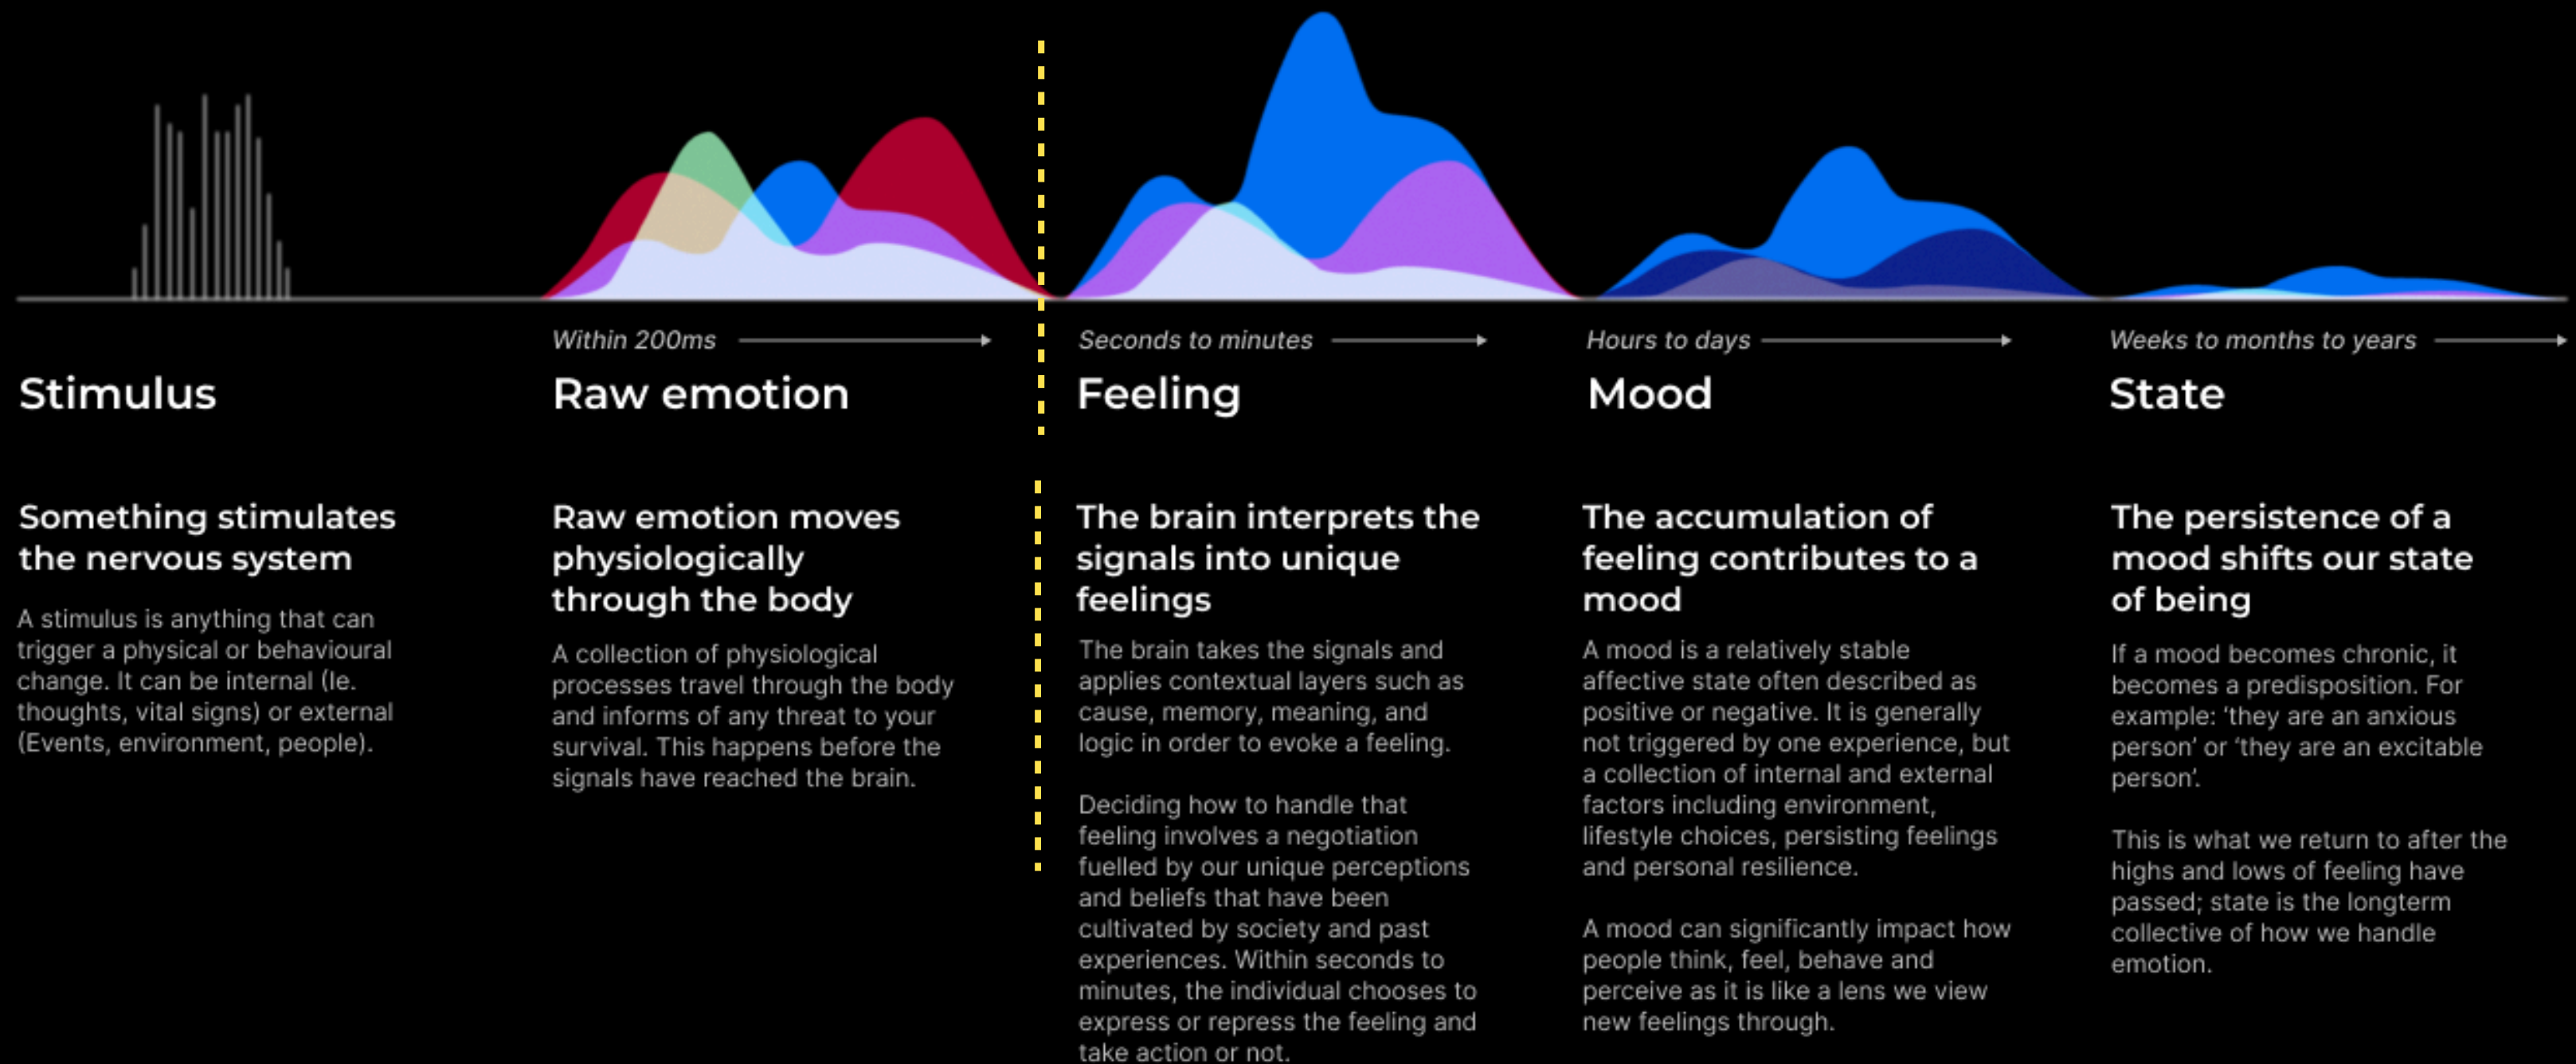 Within 200ms
Seconds to minutes
Hours to days
Weeks to months to years
Stimulus
Raw emotion
Feeling
Mood
State
Something stimulates
the nervous system
A stimulus is anything that can
trigger a physical or behavioural
change. It can be internal (Ie.
thoughts, vital signs) or external
(Events, environment, people).
Raw emotion moves
physiologically
through the body
A collection of physiological
processes travel through the body
and informs of any threat to your
survival. This happens before the
signals have reached the brain.
The brain interprets the
signals into unique
feelings
The brain takes the signals and
applies contextual layers such as
cause, memory, meaning, and
logic in order to evoke a feeling.
Deciding how to handle that
feeling involves a negotiation
fuelled by our unique perceptions
and beliefs that have been
cultivated by society and past
experiences. Within seconds to
minutes, the individual chooses to
express or repress the feeling and
take action or not.
The accumulation of
feeling contributes to a
mood
A mood is a relatively stable
affective state often described as
positive or negative. It is generally
not triggered by one experience, but
a collection of internal and external
factors including environment,
lifestyle choices, persisting feelings
and personal resilience.
A mood can significantly impact how
people think, feel, behave and
perceive as it is like a lens we view
new feelings through.
The persistence of a
mood shifts our state
of being
If a mood becomes chronic, it
becomes a predisposition. For
example: ‘they are an anxious
person’ or ‘they are an excitable
person’.
This is what we return to after the
highs and lows of feeling have
passed; state is the longterm
collective of how we handle
emotion.